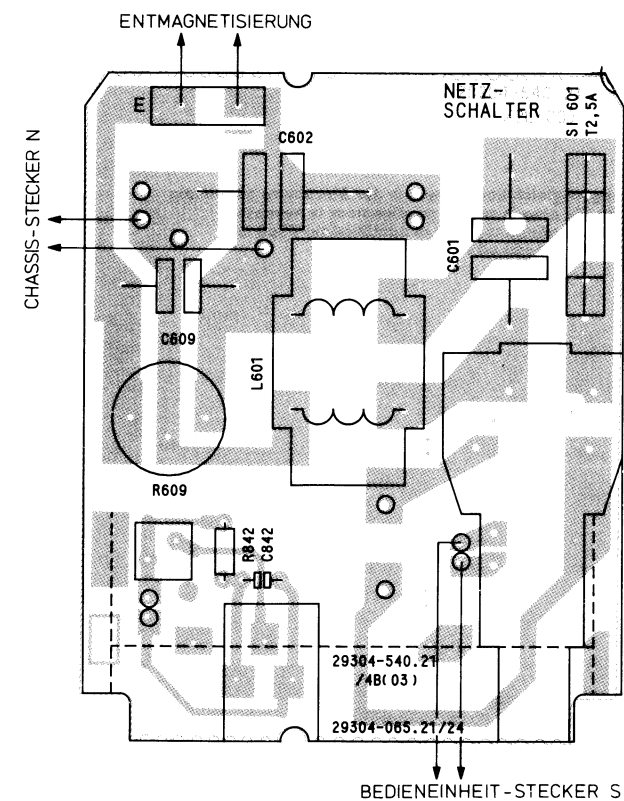 ENTMAGNETISIERUNG
E
NETZ-
SCHALTER
SI 601
T2,5A
C602
CHASSIS-STECKER N
C601
C609
L601
R609
R842
C842
29304-540.21
/4B(03)
29304-065.21/24
BEDIENEINHEIT-STECKER S